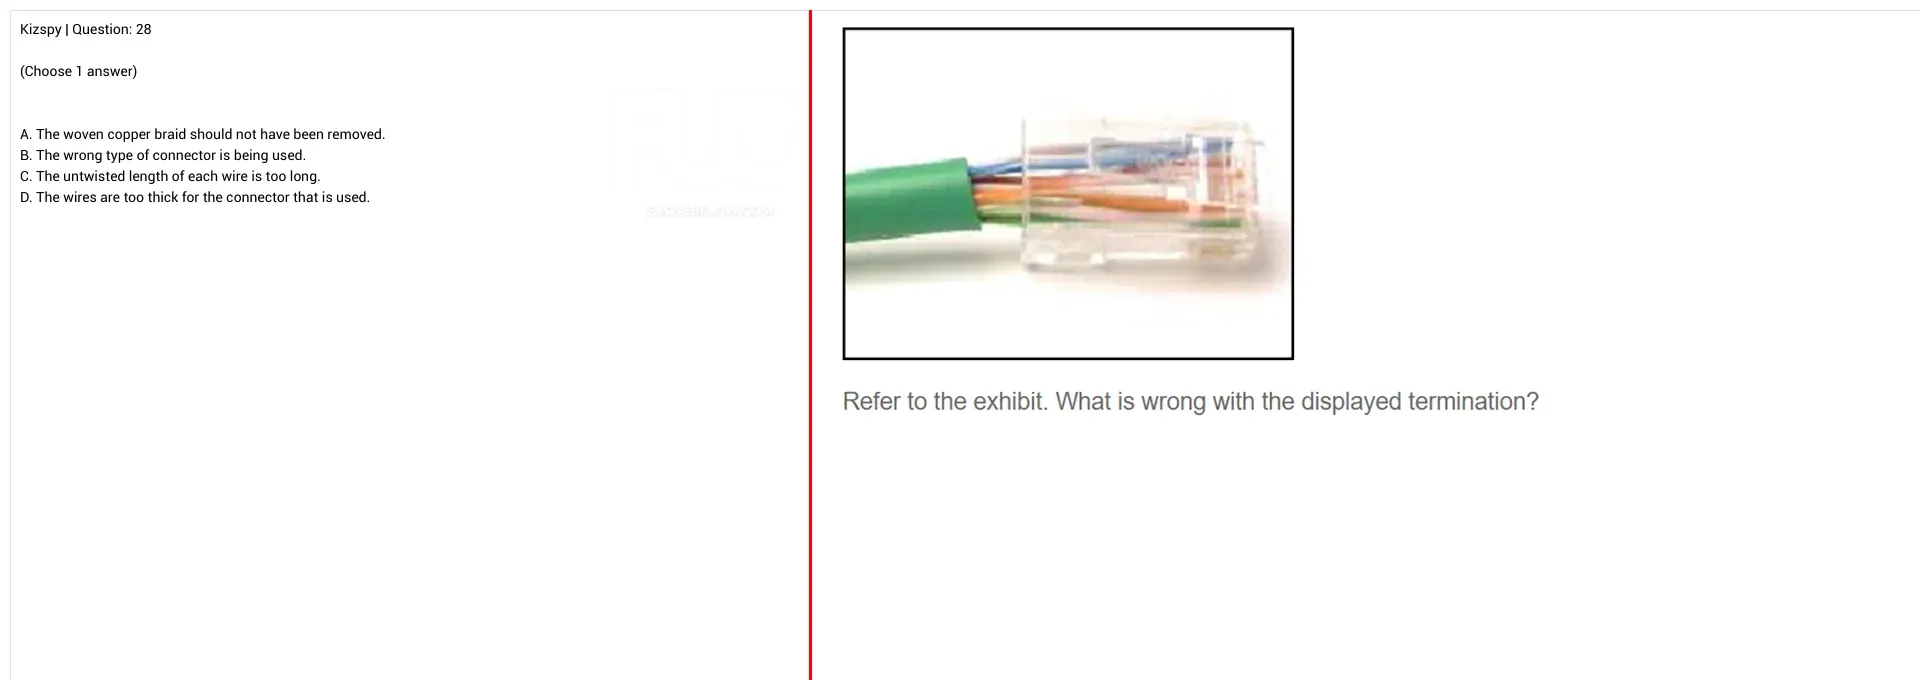 Kizspy | Question: 28
(Choose 1 answer)
A. The woven copper braid should not have been removed.
B. The wrong type of connector is being used.
C. The untwisted length of each wire is too long.
D. The wires are too thick for the connector that is used.
Refer to the exhibit. What is wrong with the displayed termination?